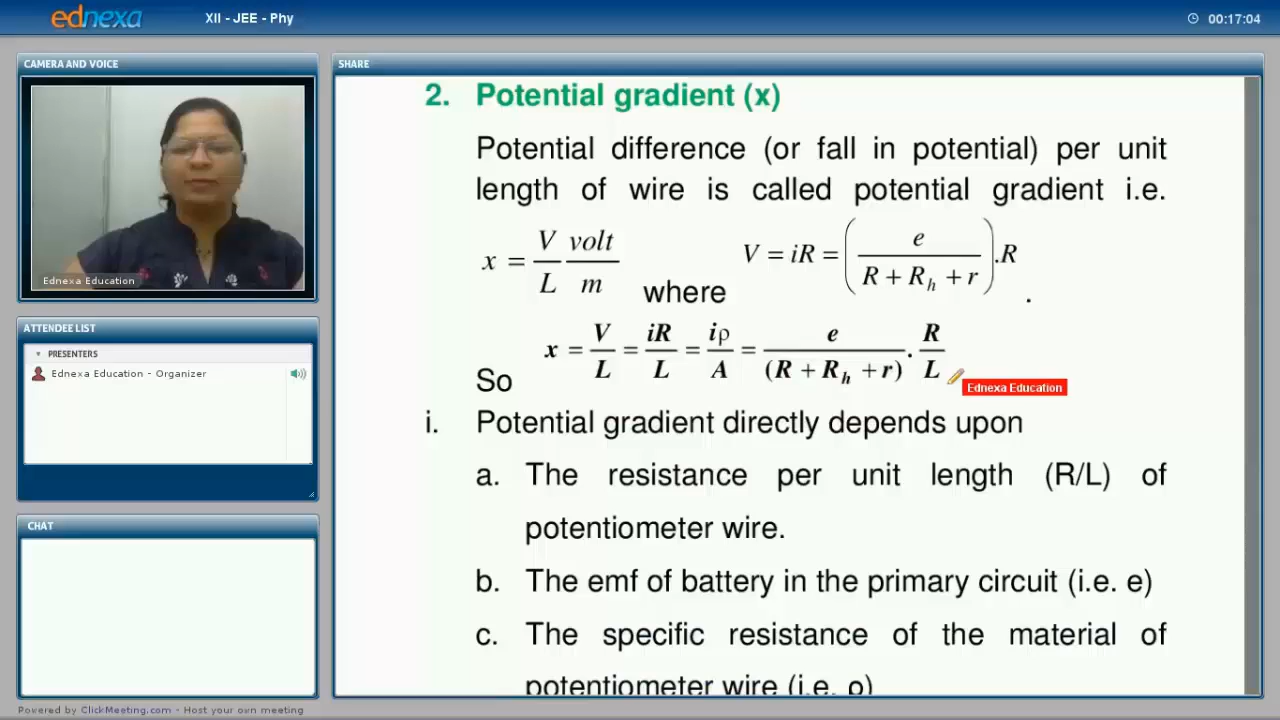 ednexa
XII - JEE - Phy
00:17:04
CAMERA AND VOICE
Ednexa Education
ATTENDEE LIST
PRESENTERS
Ednexa Education - Organizer
CHAT
SHARE
2. Potential gradient (x)
Potential difference (or fall in potential) per unit
length of wire is called potential gradient i.e.
x = V/L volt/m where V = iR = (e/(R + R_h + r)).R .
So x = V/L = iR/L = iρ/A = e/(R + R_h + r) . R/L
Ednexa Education
i. Potential gradient directly depends upon
a. The resistance per unit length (R/L) of
potentiometer wire.
b. The emf of battery in the primary circuit (i.e. e)
c. The specific resistance of the material of
potentiometer wire (i.e. ρ)
Powered by ClickMeeting.com - Host your own meeting